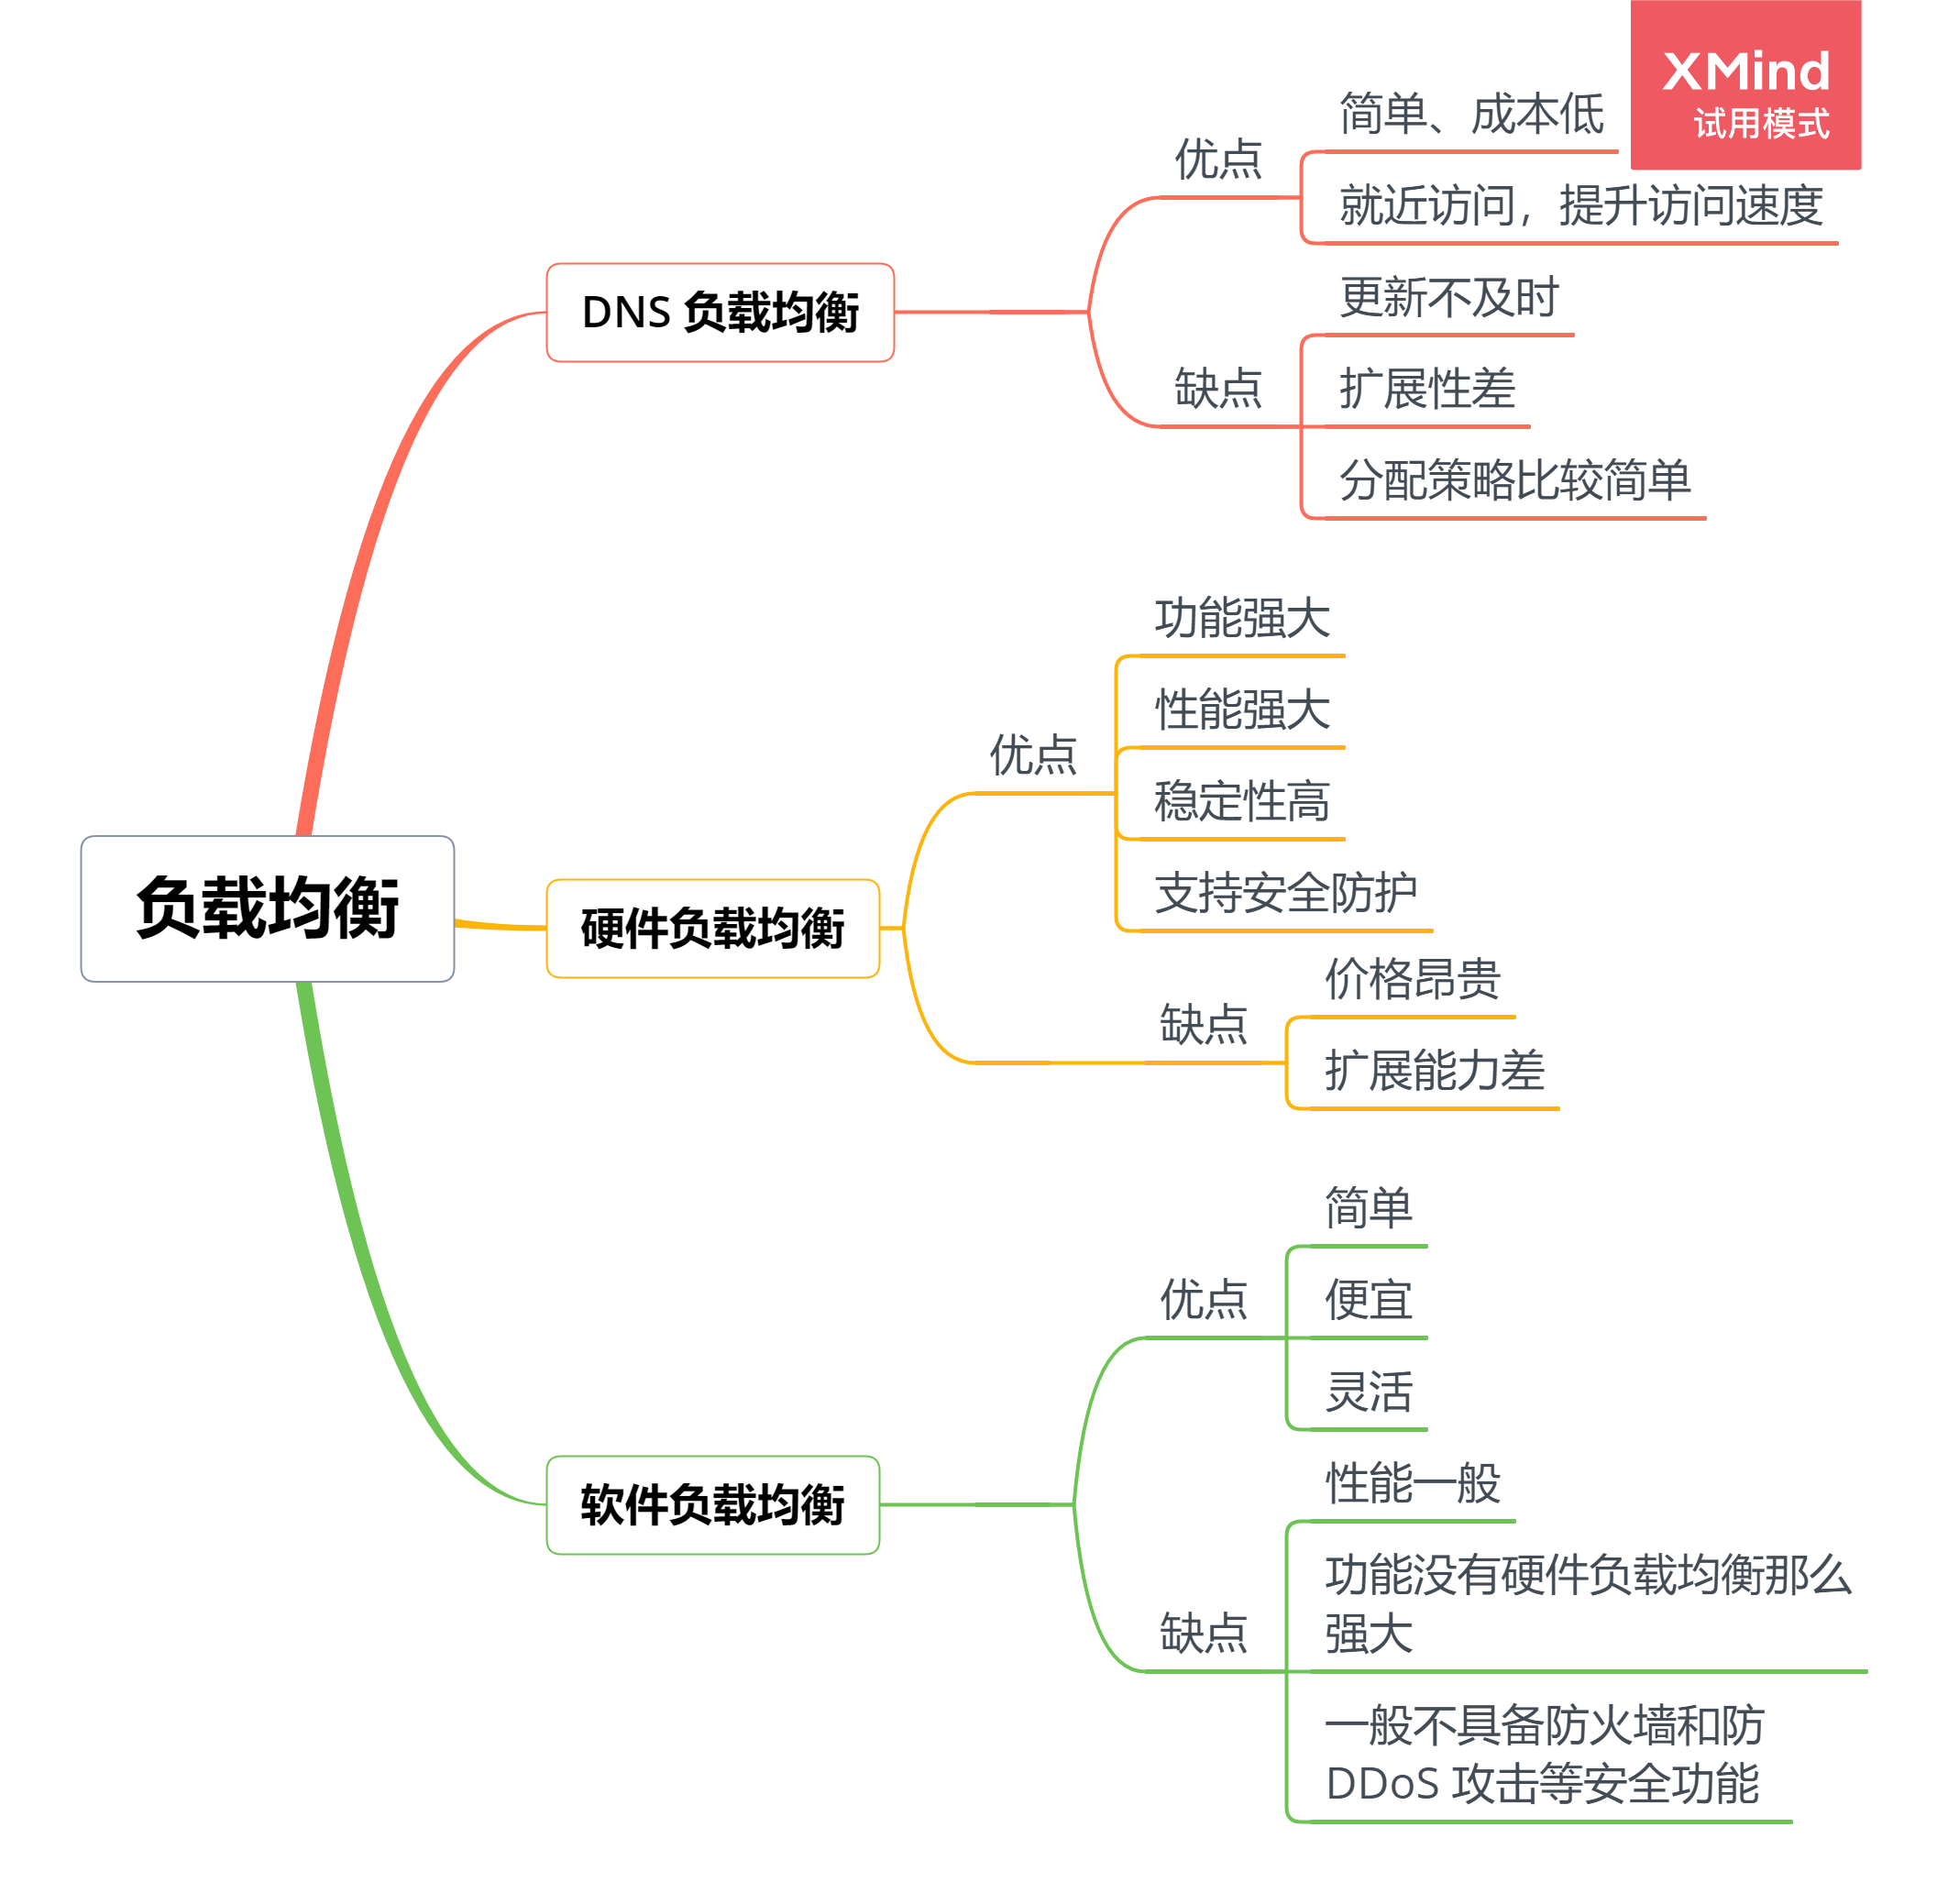 XMind
试用模式
负载均衡
DNS 负载均衡
优点
简单、成本低
就近访问，提升访问速度
缺点
更新不及时
扩展性差
分配策略比较简单
硬件负载均衡
优点
功能强大
性能强大
稳定性高
支持安全防护
缺点
价格昂贵
扩展能力差
软件负载均衡
优点
简单
便宜
灵活
缺点
性能一般
功能没有硬件负载均衡那么
强大
一般不具备防火墙和防
DDoS 攻击等安全功能